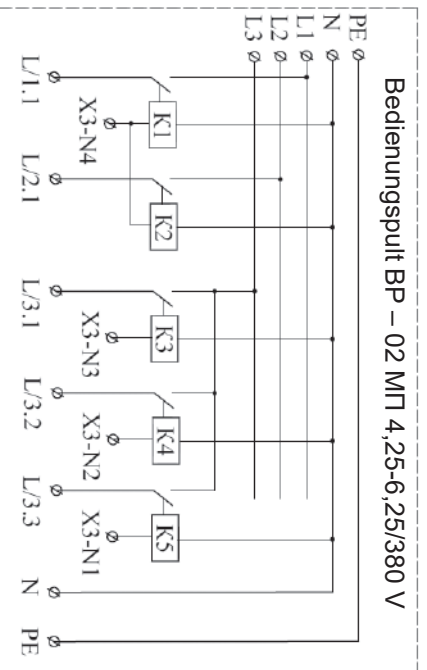 Bedienungspult BP – 02 МП 4,25-6,25/380 V
PE
N
L1
L2
L3
K1
K2
K3
K4
K5
X3-N4
X3-N3
X3-N2
X3-N1
L/1.1
L/2.1
L/3.1
L/3.2
L/3.3
N
PE